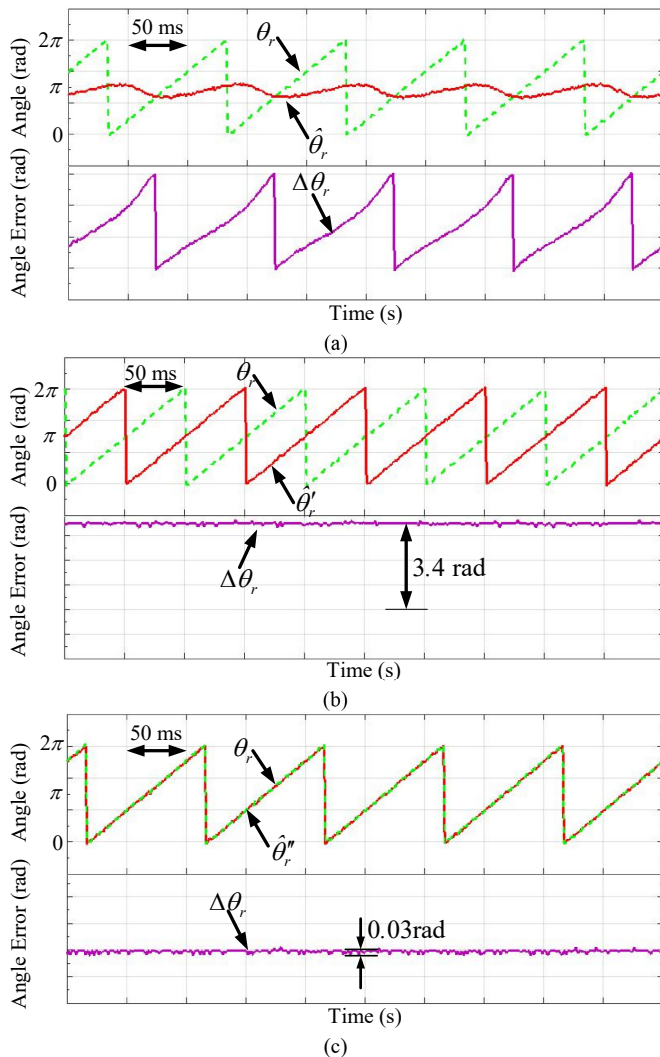 50 ms
2π
π
0
Angle (rad)
θr
θ̂r
Angle Error (rad)
Δθr
Time (s)
(a)
50 ms
2π
π
0
Angle (rad)
θr
θ̂r′
Angle Error (rad)
Δθr
3.4 rad
Time (s)
(b)
50 ms
2π
π
0
Angle (rad)
θr
θ̂r″
Angle Error (rad)
Δθr
0.03rad
Time (s)
(c)